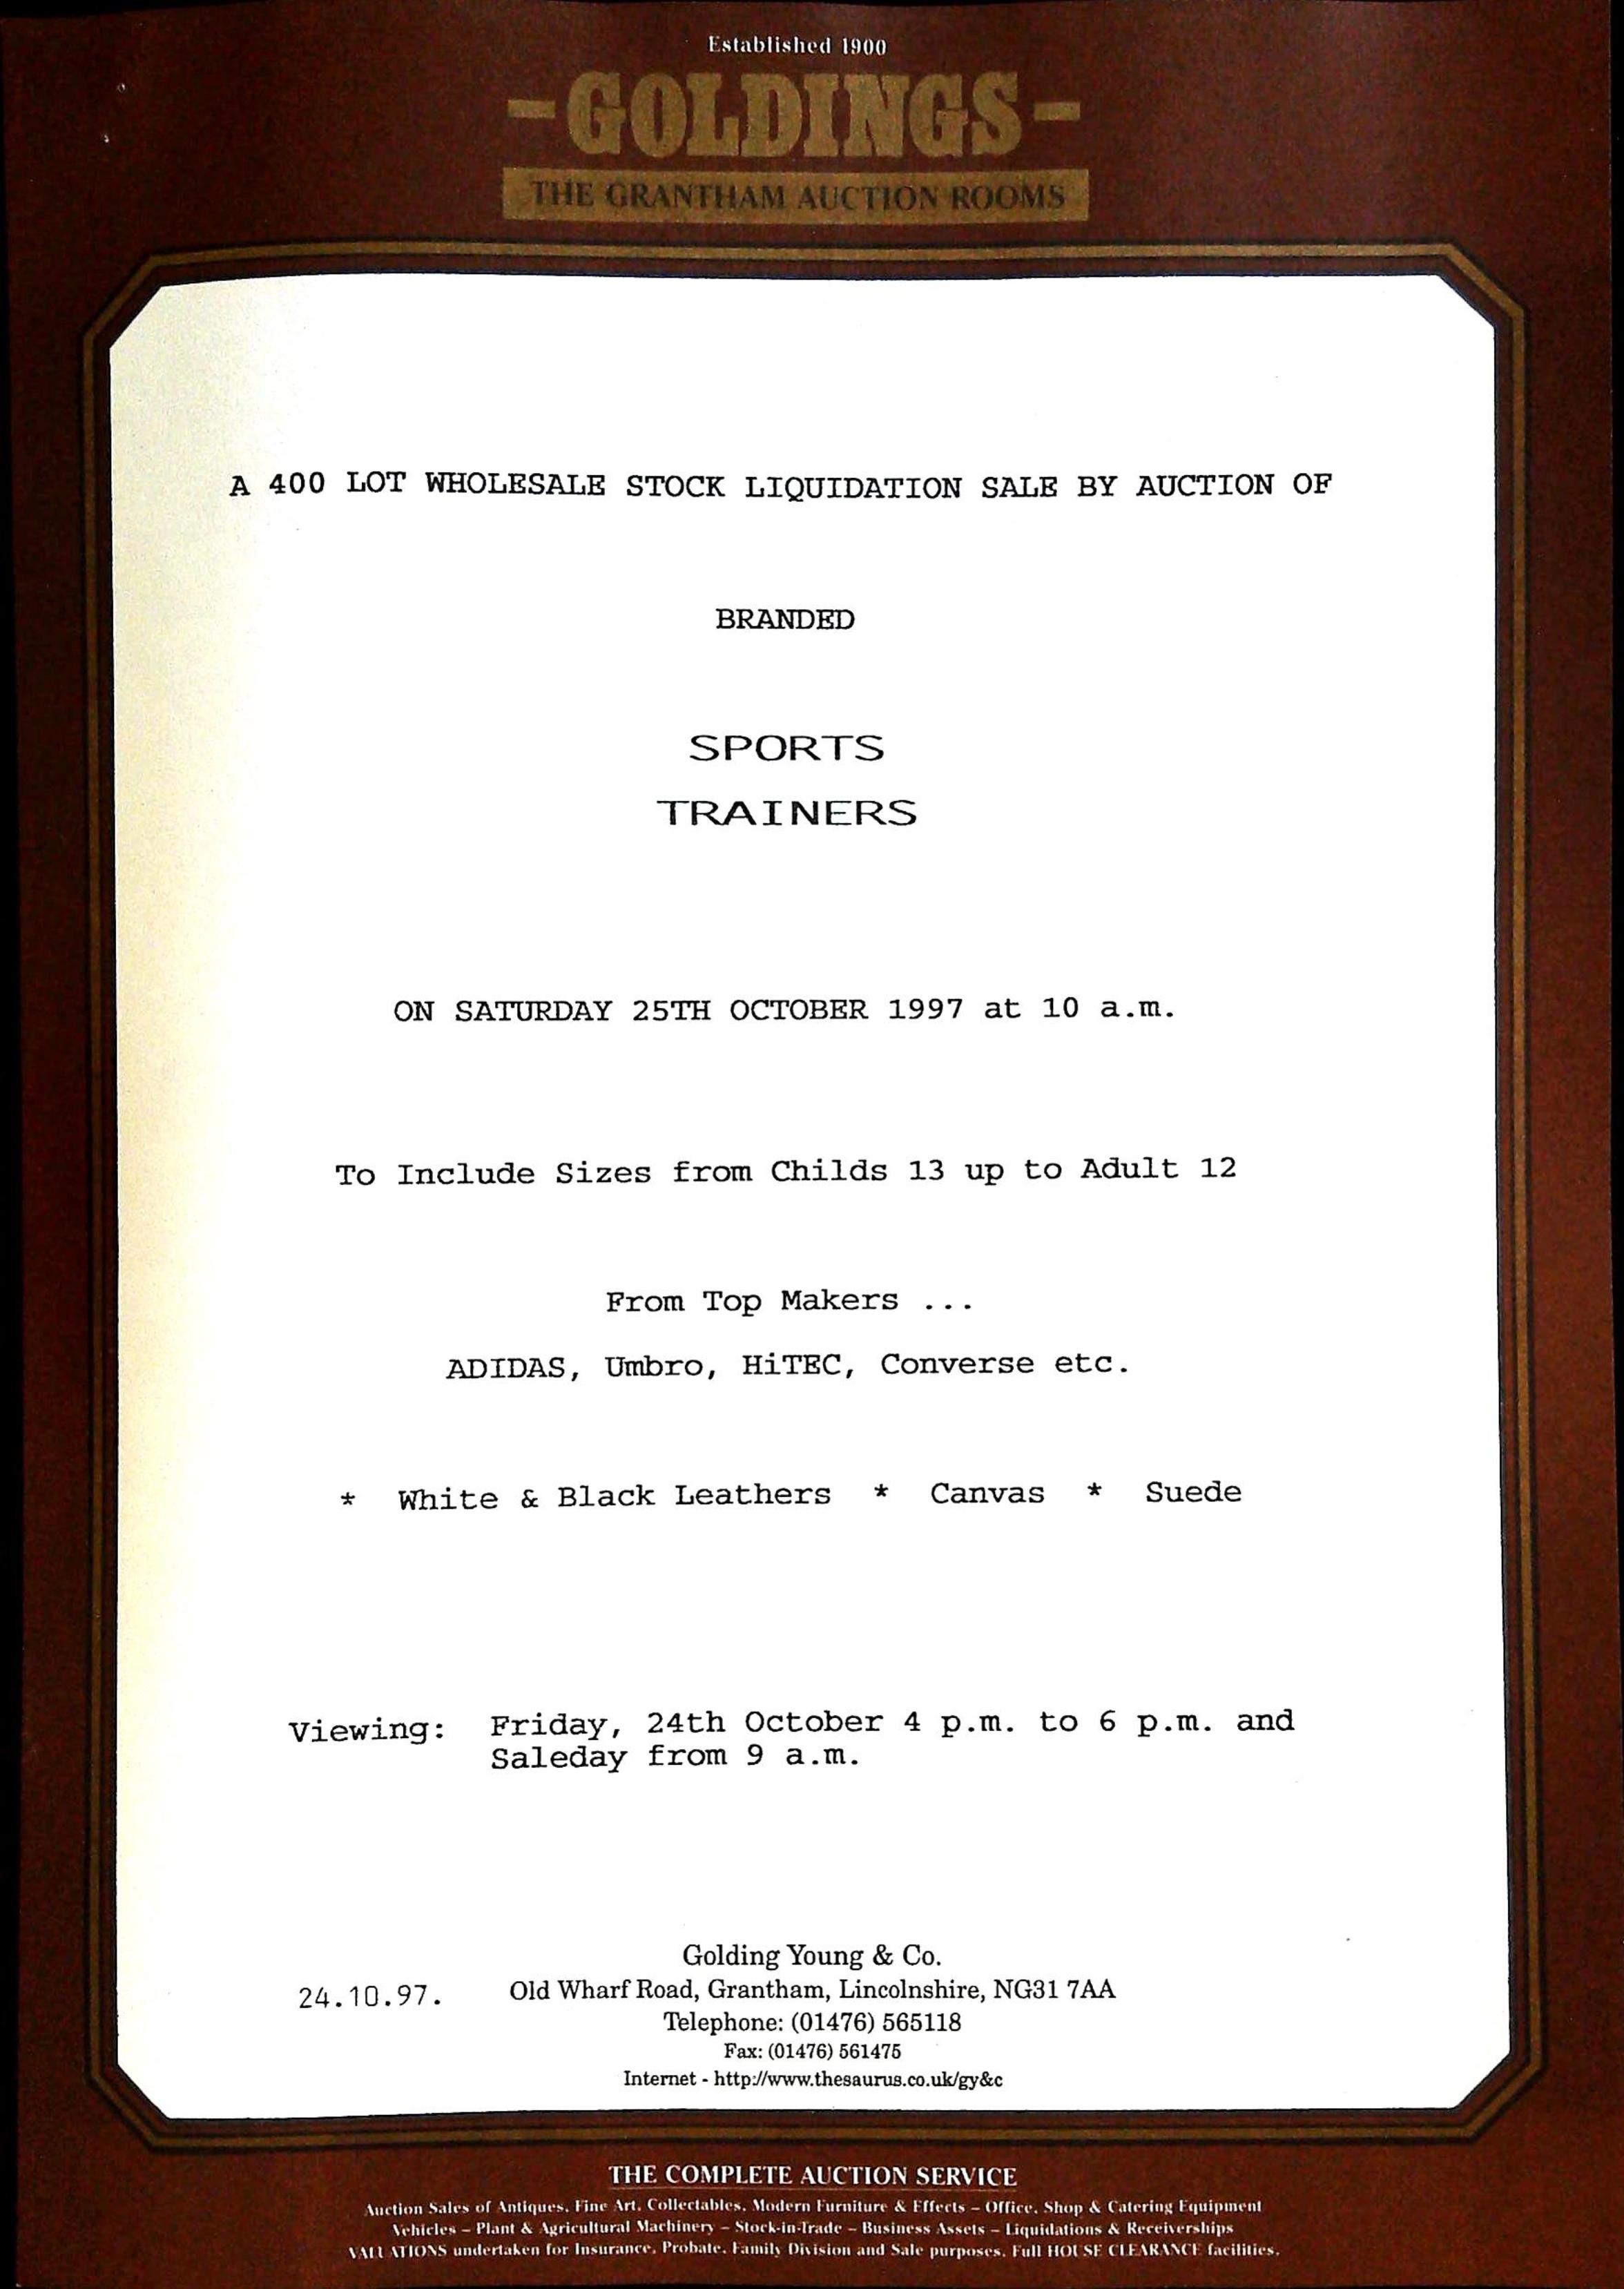 Established 1900
-GOLDINGS-
THE GRANTHAM AUCTION ROOMS
A 400 LOT WHOLESALE STOCK LIQUIDATION SALE BY AUCTION OF
BRANDED
SPORTS
TRAINERS
ON SATURDAY 25TH OCTOBER 1997 at 10 a.m.
To Include Sizes from Childs 13 up to Adult 12
From Top Makers ...
ADIDAS, Umbro, HiTEC, Converse etc.
* White & Black Leathers * Canvas * Suede
Viewing: Friday, 24th October 4 p.m. to 6 p.m. and
Saleday from 9 a.m.
Golding Young & Co.
24.10.97. Old Wharf Road, Grantham, Lincolnshire, NG31 7AA
Telephone: (01476) 565118
Fax: (01476) 561475
Internet - http://www.thesaurus.co.uk/gy&c
THE COMPLETE AUCTION SERVICE
Auction Sales of Antiques, Fine Art, Collectables, Modern Furniture & Effects – Office, Shop & Catering Equipment
Vehicles – Plant & Agricultural Machinery – Stock-in-Trade – Business Assets – Liquidations & Receiverships
VALUATIONS undertaken for Insurance, Probate, Family Division and Sale purposes. Full HOUSE CLEARANCE facilities.